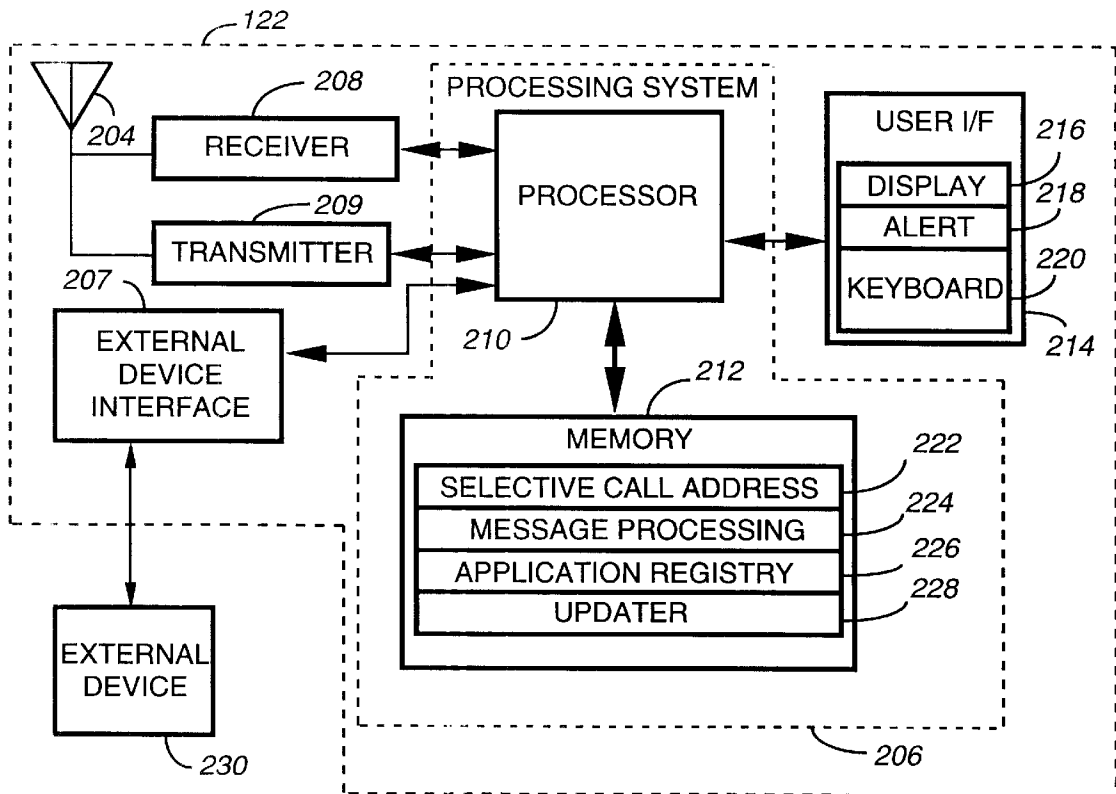 122
204
208
RECEIVER
209
TRANSMITTER
207
EXTERNAL
DEVICE
INTERFACE
PROCESSING SYSTEM
PROCESSOR
210
USER I/F
216
DISPLAY
218
ALERT
220
KEYBOARD
214
212
MEMORY
222
SELECTIVE CALL ADDRESS
224
MESSAGE PROCESSING
226
APPLICATION REGISTRY
228
UPDATER
EXTERNAL
DEVICE
230
206